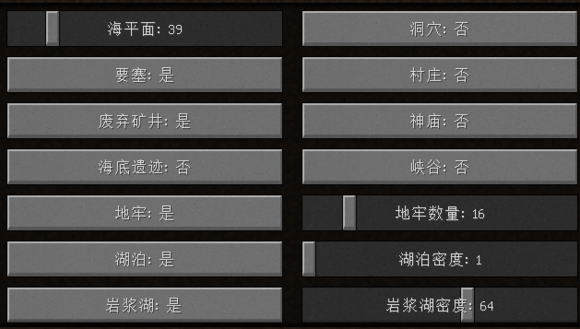 海平面: 39
洞穴: 否
要塞: 是
村庄: 否
废弃矿井: 是
神庙: 否
海底遗迹: 否
峡谷: 否
地牢: 是
地牢数量: 16
湖泊: 是
湖泊密度: 1
岩浆湖: 是
岩浆湖密度: 64